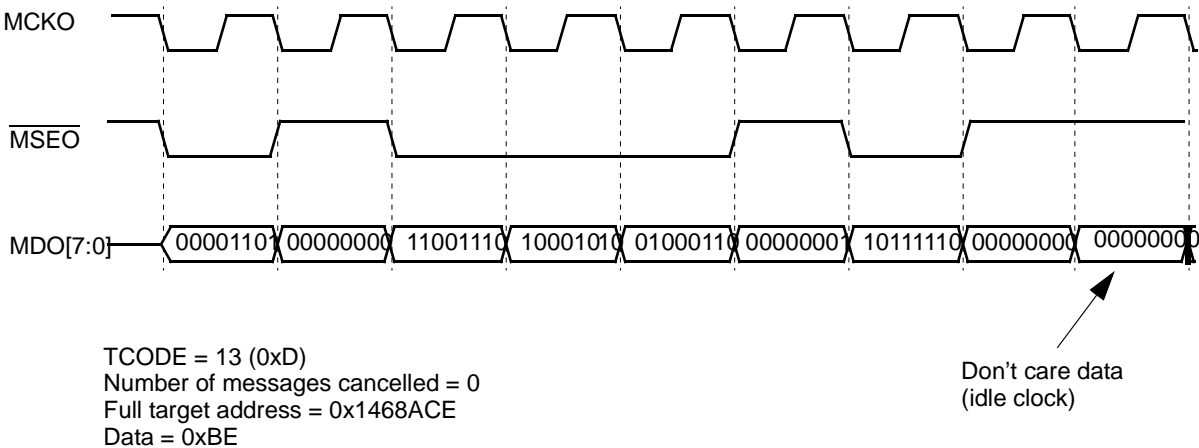 MCKO
MSEO
MDO[7:0] 00001101 00000000 11001110 10001010 01000110 00000001 10111110 00000000 00000000
TCODE = 13 (0xD)
Number of messages cancelled = 0
Full target address = 0x1468ACE
Data = 0xBE
Don't care data
(idle clock)